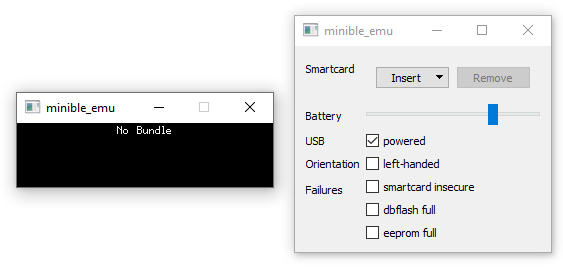 minible_emu
No Bundle
minible_emu
Smartcard Insert Remove
Battery
USB powered
Orientation left-handed
Failures smartcard insecure
dbflash full
eeprom full